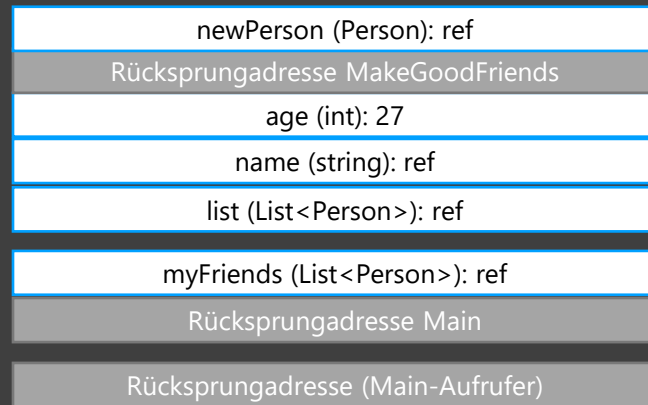 newPerson (Person): ref
Rücksprungadresse MakeGoodFriends
age (int): 27
name (string): ref
list (List<Person>): ref
myFriends (List<Person>): ref
Rücksprungadresse Main
Rücksprungadresse (Main-Aufrufer)